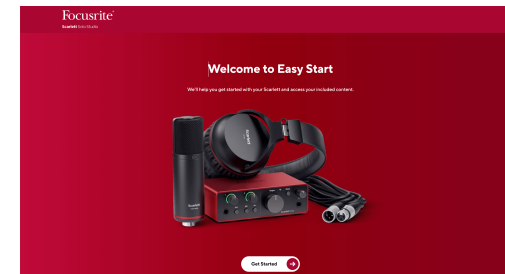 Focusrite
Scarlett Solo Studio
Welcome to Easy Start
We'll help you get started with your Scarlett and access your included content.
Get Started